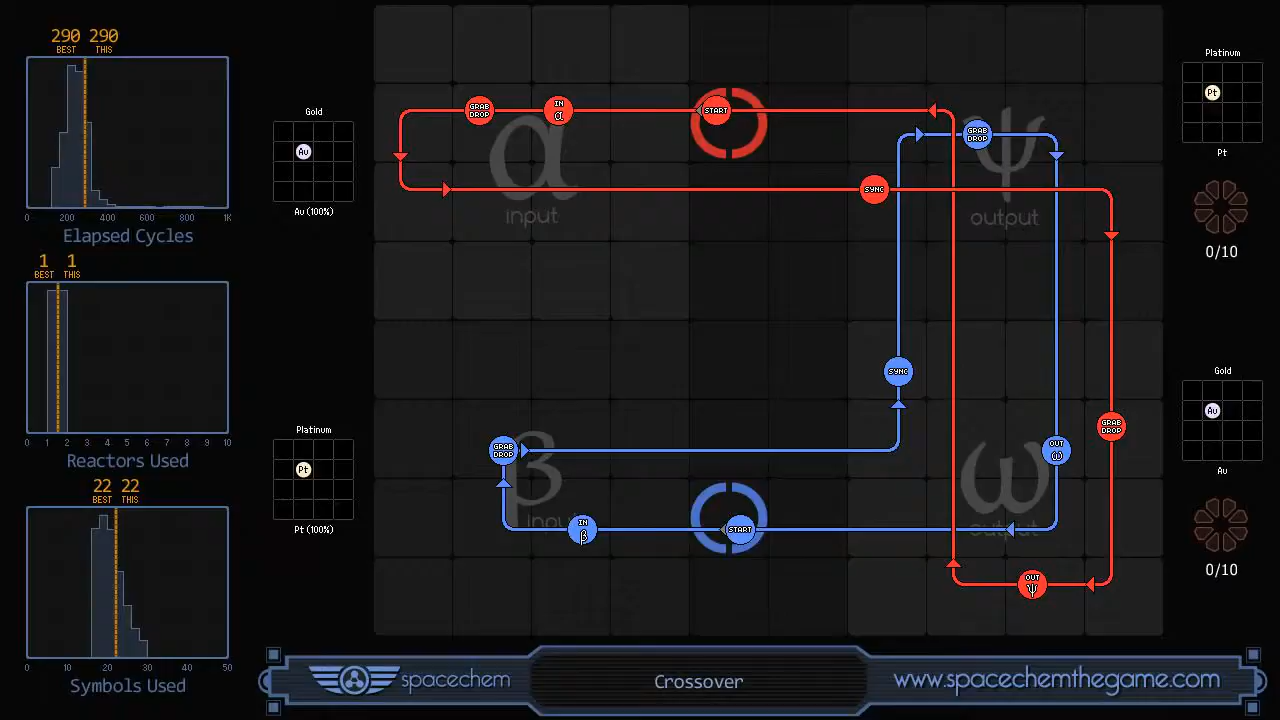 290 290
BEST THIS
0 200 400 600 800 1K
Elapsed Cycles
1 1
BEST THIS
0 1 2 3 4 5 6 7 8 9 10
Reactors Used
22 22
BEST THIS
0 10 20 30 40 50
Symbols Used
Gold
Au
Au (100%)
Platinum
Pt
Pt (100%)
GRAB DROP
IN α
START
α
input
SYNC
GRAB DROP
ψ
output
SYNC
GRAB DROP
β
input
IN β
START
OUT ω
ω
output
GRAB DROP
OUT ψ
Platinum
Pt
Pt
0/10
Gold
Au
Au
0/10
spacechem
Crossover
www.spacechemthegame.com